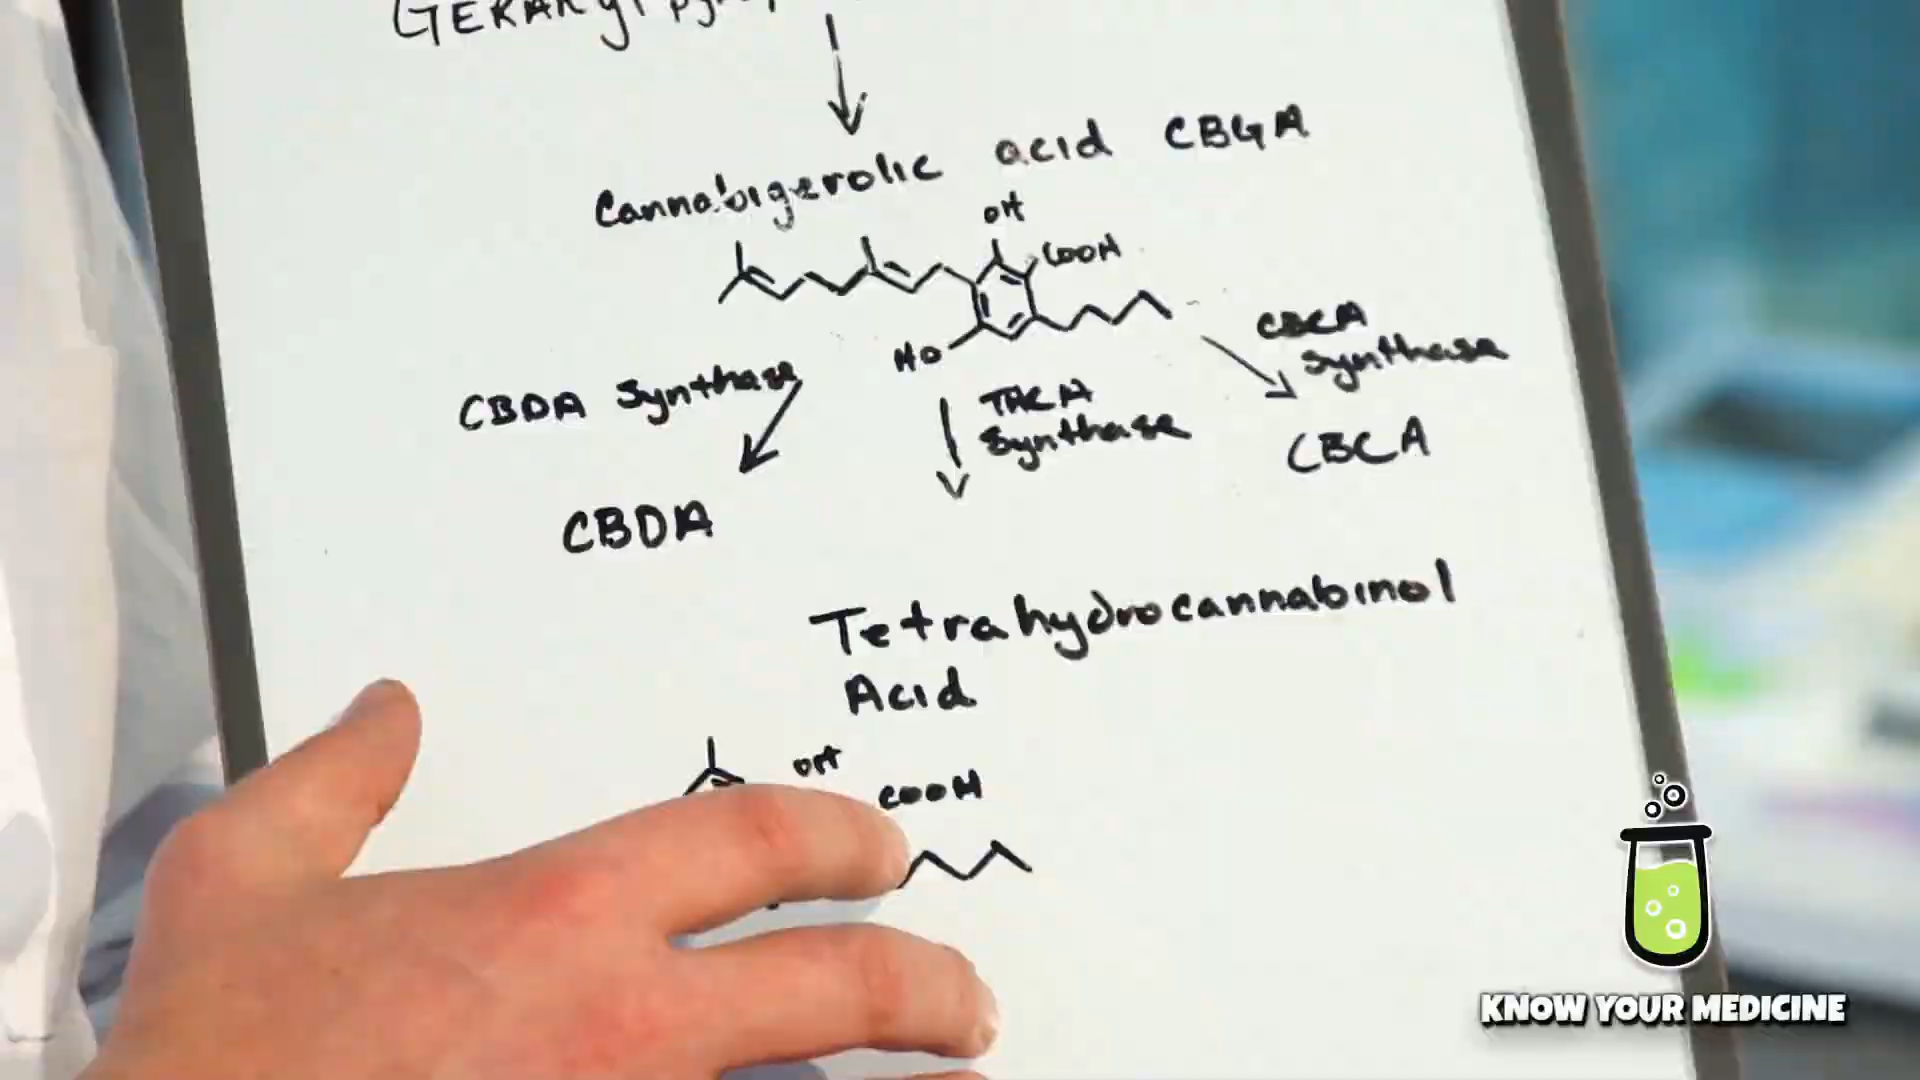 Geranyl
Cannabigerolic acid CBGA
OH
COOH
HO
CBDA Synthase
THCA
Synthase
CBCA
Synthase
CBDA
CBCA
Tetrahydrocannabinol
Acid
OH
COOH
KNOW YOUR MEDICINE